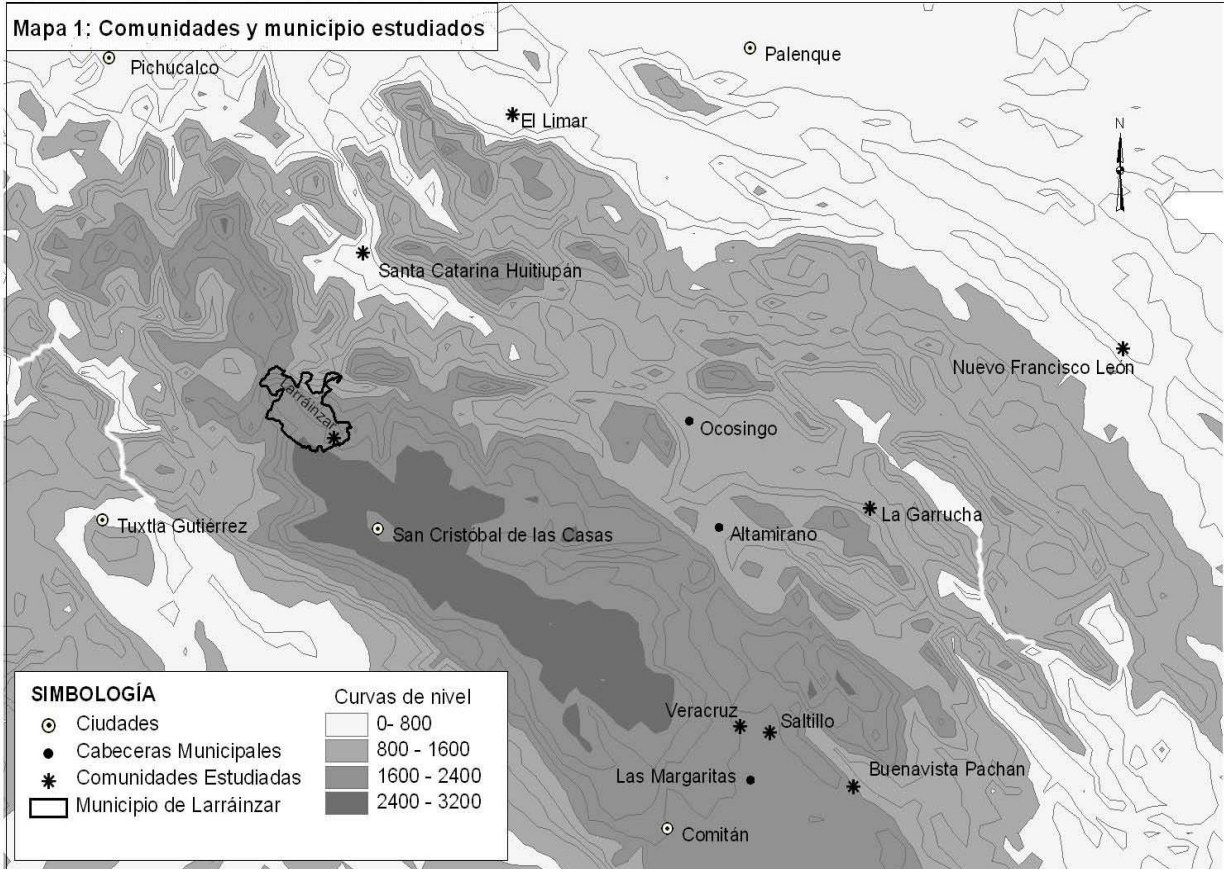 Mapa 1: Comunidades y municipio estudiados
Pichucalco
Palenque
El Limar
N
Santa Catarina Huitiupán
Nuevo Francisco León
Larráinzar
Ocosingo
La Garrucha
Tuxtla Gutiérrez
San Cristóbal de las Casas
Altamirano
Veracruz
Saltillo
Las Margaritas
Buenavista Pachan
Comitán
SIMBOLOGÍA
Ciudades
Cabeceras Municipales
Comunidades Estudiadas
Municipio de Larráinzar
Curvas de nivel
0- 800
800 - 1600
1600 - 2400
2400 - 3200